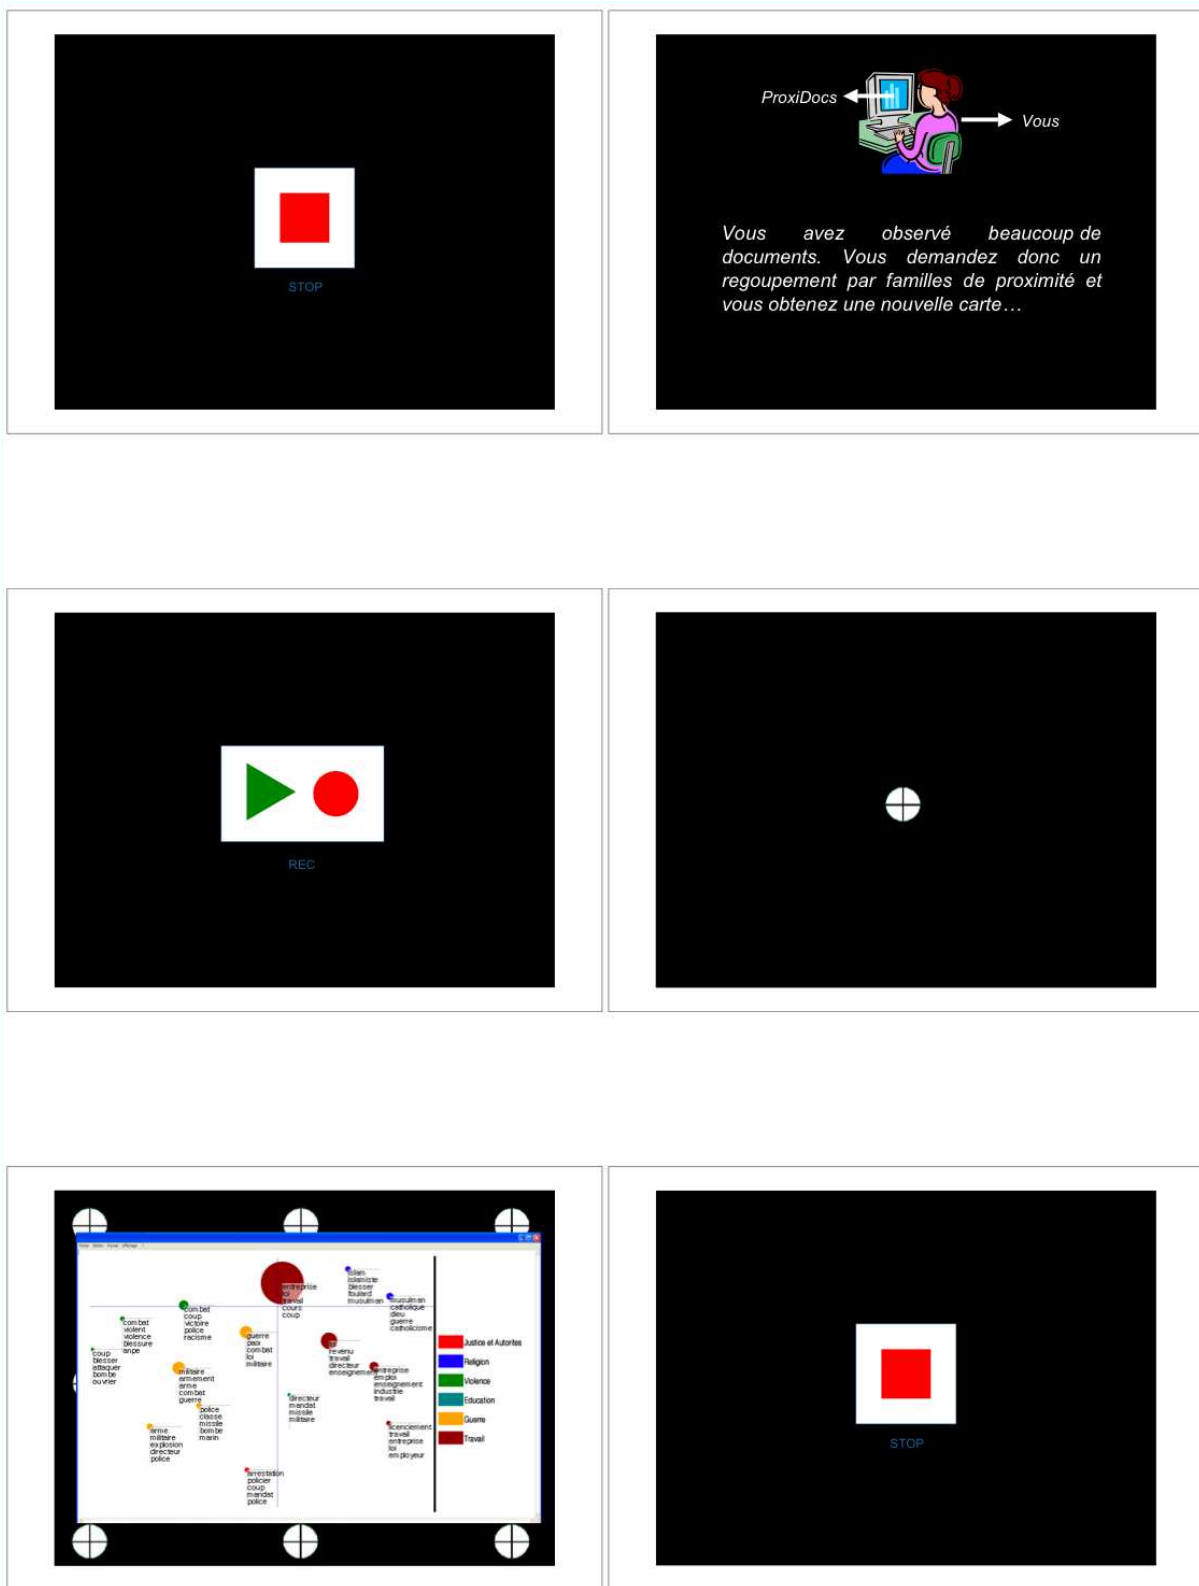 STOP
ProxiDocs
Vous
Vous avez observé beaucoup de
documents. Vous demandez donc un
regoupement par familles de proximité et
vous obtenez une nouvelle carte…
REC
entreprise
loi
travail
cours
coup
islam
islamiste
blesser
foulard
musulman
musulman
catholique
dieu
guerre
catholicisme
combat
coup
victoire
police
racisme
combat
violent
violence
blessure
anpe
guerre
paix
combat
loi
militaire
revenu
travail
directeur
enseignement
coup
blesser
attaquer
bombe
ouvrier
militaire
armement
arme
combat
guerre
entreprise
emploi
enseignement
industrie
travail
directeur
mandat
missile
militaire
police
classe
missile
bombe
marin
arme
militaire
explosion
directeur
police
licenciement
travail
entreprise
loi
employeur
arrestation
policier
coup
mandat
police
Justice et Autorites
Religion
Violence
Education
Guerre
Travail
STOP